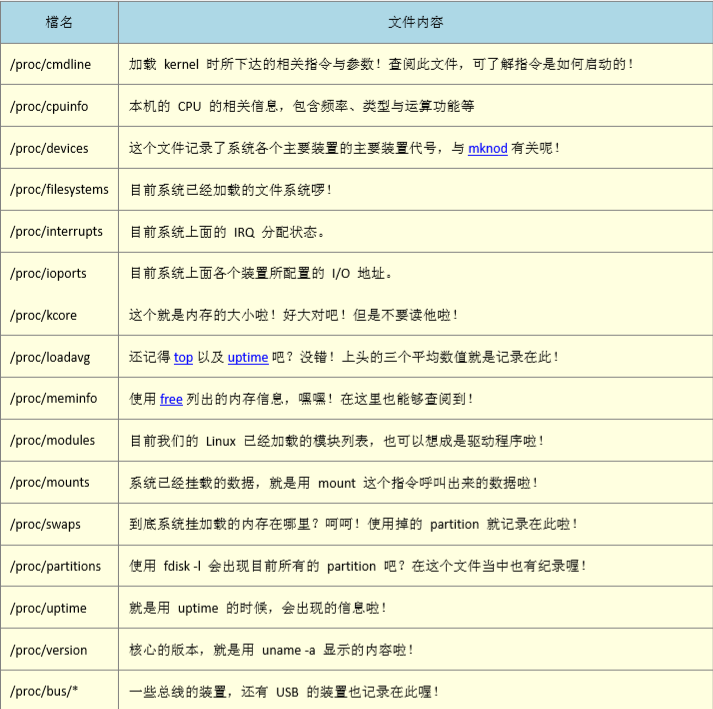 檔名 文件内容
/proc/cmdline 加载 kernel 时所下达的相关指令与参数！查阅此文件，可了解指令是如何启动的！
/proc/cpuinfo 本机的 CPU 的相关信息，包含频率、类型与运算功能等
/proc/devices 这个文件记录了系统各个主要装置的主要装置代号，与 mknod 有关呢！
/proc/filesystems 目前系统已经加载的文件系统啰！
/proc/interrupts 目前系统上面的 IRQ 分配状态。
/proc/ioports 目前系统上面各个装置所配置的 I/O 地址。
/proc/kcore 这个就是内存的大小啦！好大对吧！但是不要读他啦！
/proc/loadavg 还记得 top 以及 uptime 吧？没错！上头的三个平均数值就是记录在此！
/proc/meminfo 使用 free 列出的内存信息，嘿嘿！在这里也能够查阅到！
/proc/modules 目前我们的 Linux 已经加载的模块列表，也可以想成是驱动程序啦！
/proc/mounts 系统已经挂载的数据，就是用 mount 这个指令呼叫出来的数据啦！
/proc/swaps 到底系统挂加载的内存在哪里？呵呵！使用掉的 partition 就记录在此啦！
/proc/partitions 使用 fdisk -l 会出现目前所有的 partition 吧？在这个文件当中也有纪录喔！
/proc/uptime 就是用 uptime 的时候，会出现的信息啦！
/proc/version 核心的版本，就是用 uname -a 显示的内容啦！
/proc/bus/* 一些总线的装置，还有 USB 的装置也记录在此喔！